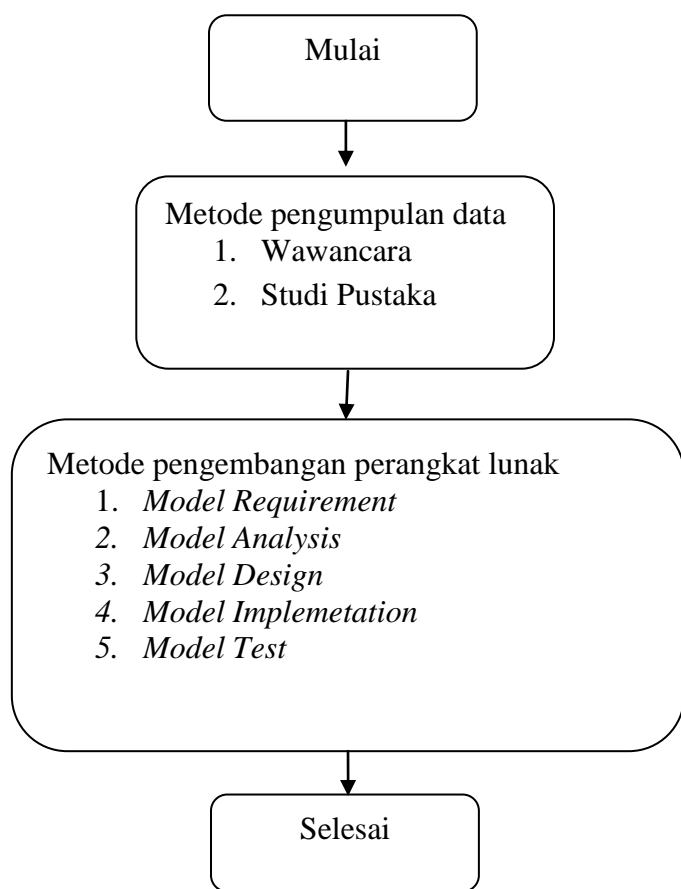 Mulai
Metode pengumpulan data
1. Wawancara
2. Studi Pustaka
Metode pengembangan perangkat lunak
1. Model Requirement
2. Model Analysis
3. Model Design
4. Model Implemetation
5. Model Test
Selesai